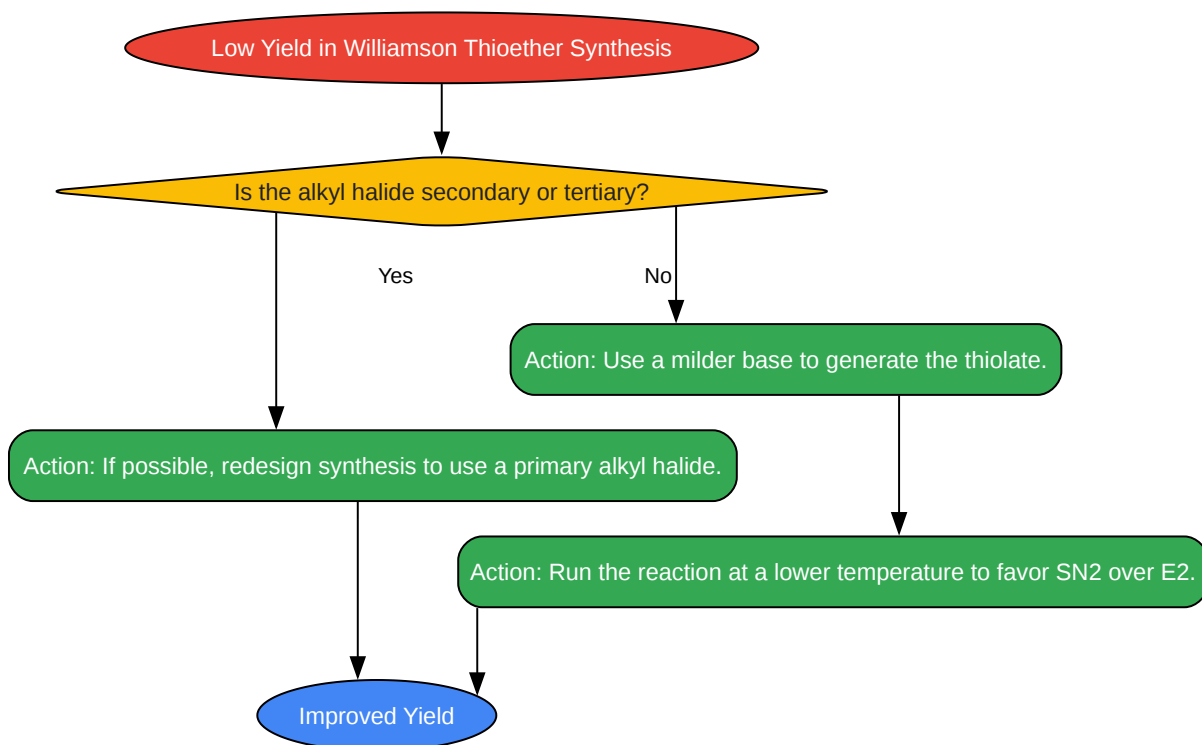 Low Yield in Williamson Thioether Synthesis
Is the alkyl halide secondary or tertiary?
Yes
No
Action: Use a milder base to generate the thiolate.
Action: If possible, redesign synthesis to use a primary alkyl halide.
Action: Run the reaction at a lower temperature to favor SN2 over E2.
Improved Yield